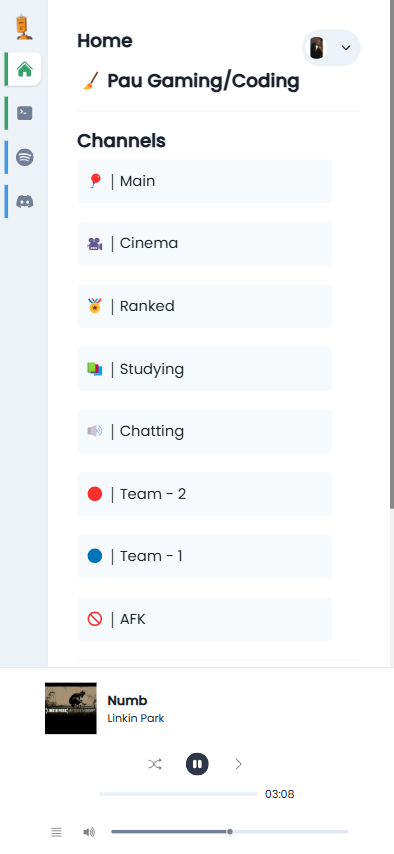 Home
Pau Gaming/Coding
Channels
| Main
| Cinema
| Ranked
| Studying
| Chatting
| Team - 2
| Team - 1
| AFK
Numb
Linkin Park
03:08